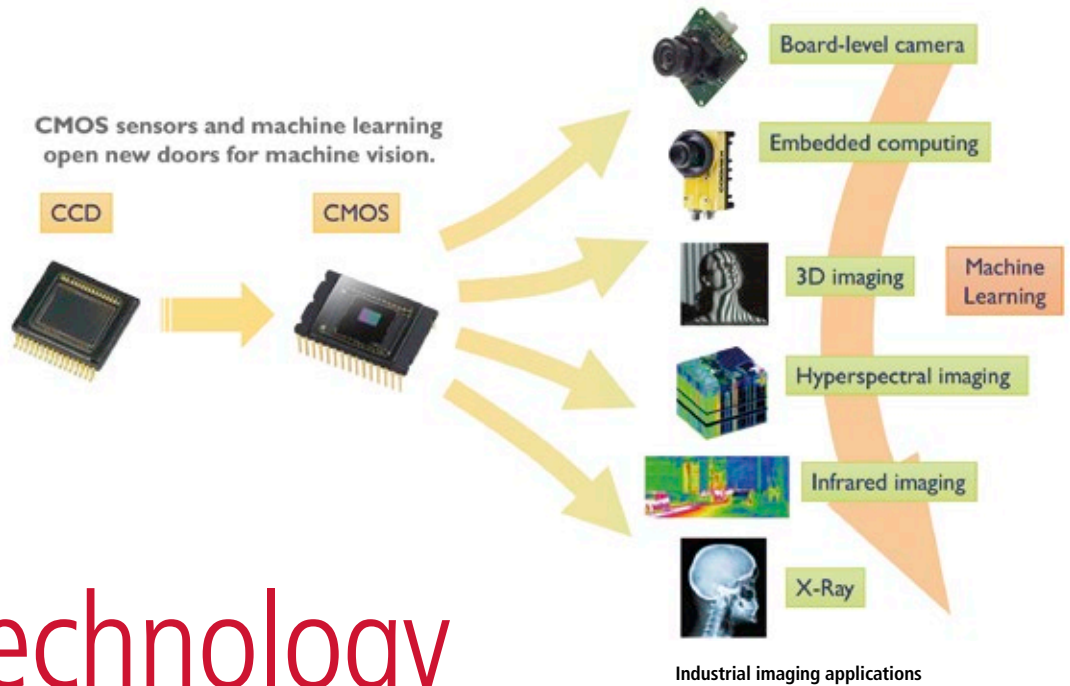 CMOS sensors and machine learning
open new doors for machine vision.
CCD
CMOS
Board-level camera
Embedded computing
3D imaging
Machine
Learning
Hyperspectral imaging
Infrared imaging
X-Ray
echnology
Industrial imaging applications